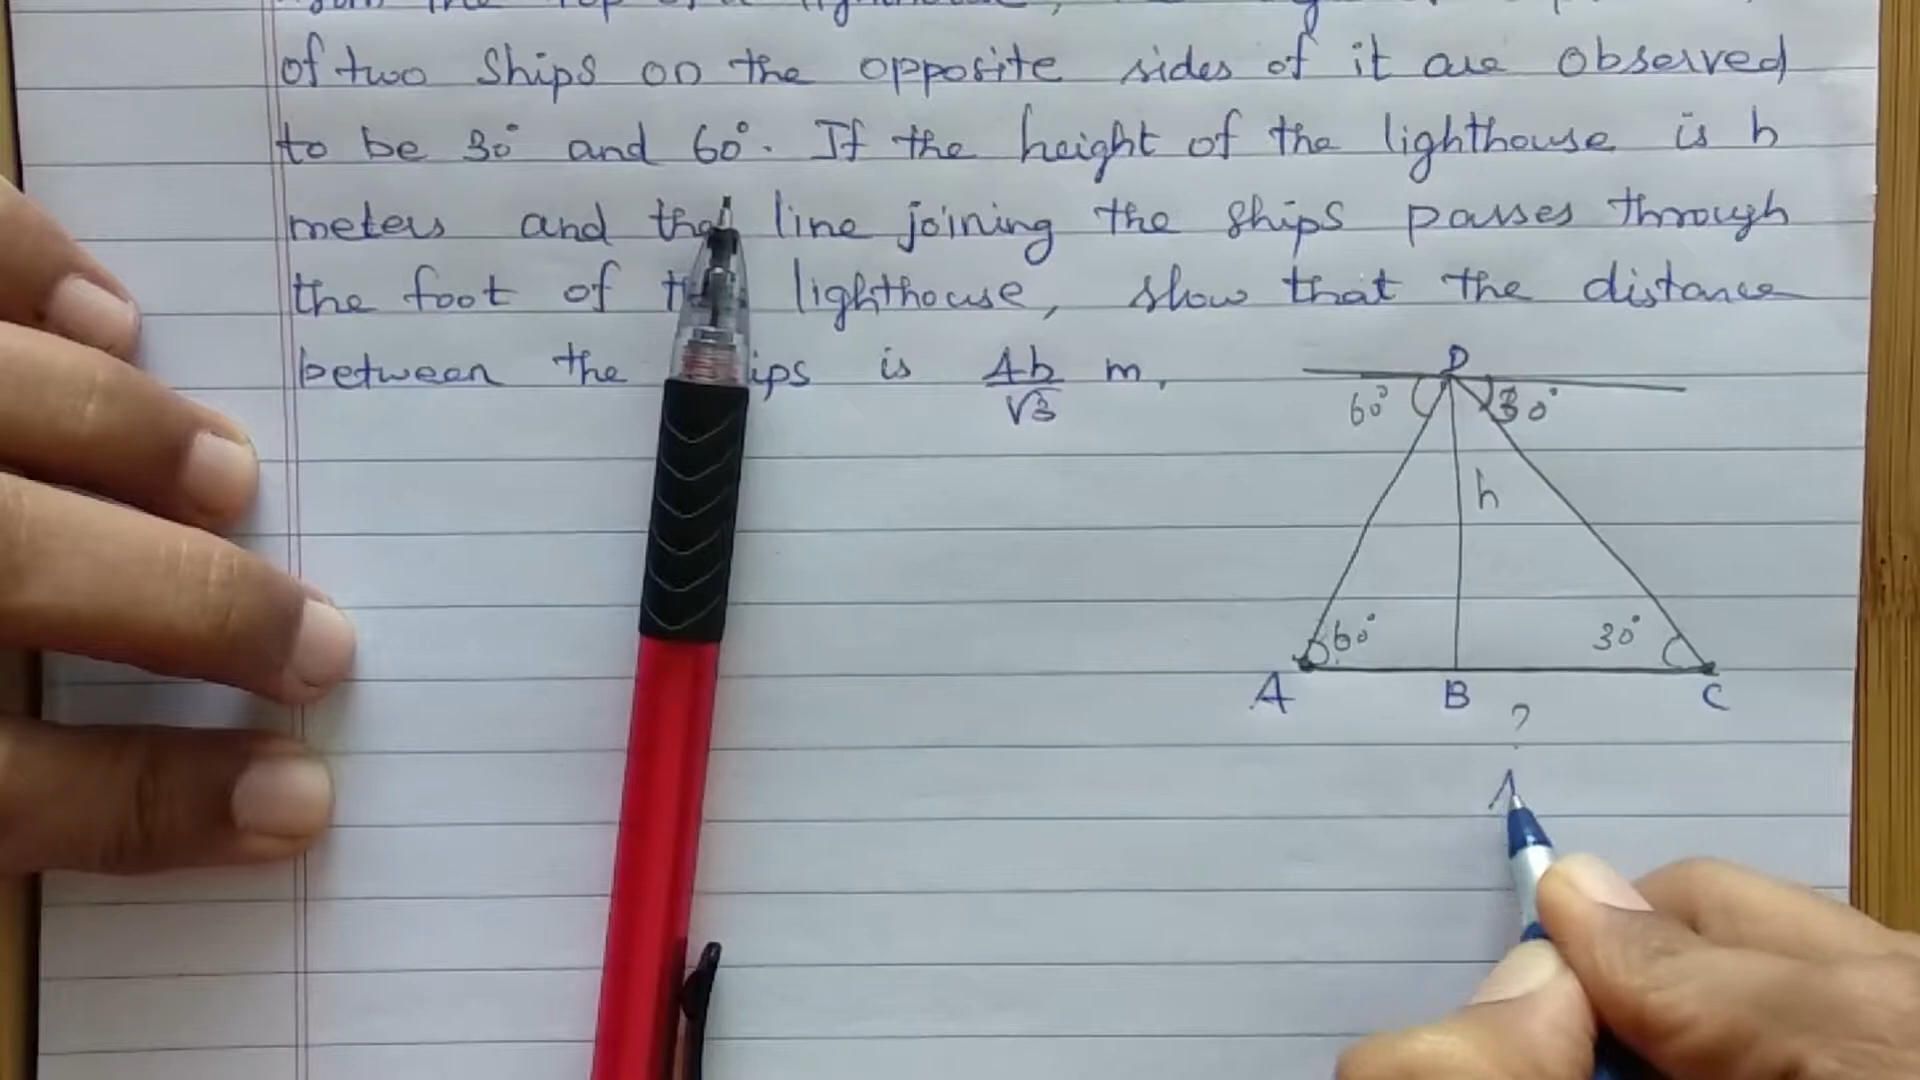 of two ships on the opposite sides of it are observed
to be 30° and 60°. If the height of the lighthouse is h
meters and the line joining the ships passes through
the foot of lighthouse, show that the distance
between the ips is 4h/√3 m.
D
60° 30°
h
60° 30°
A B C
?